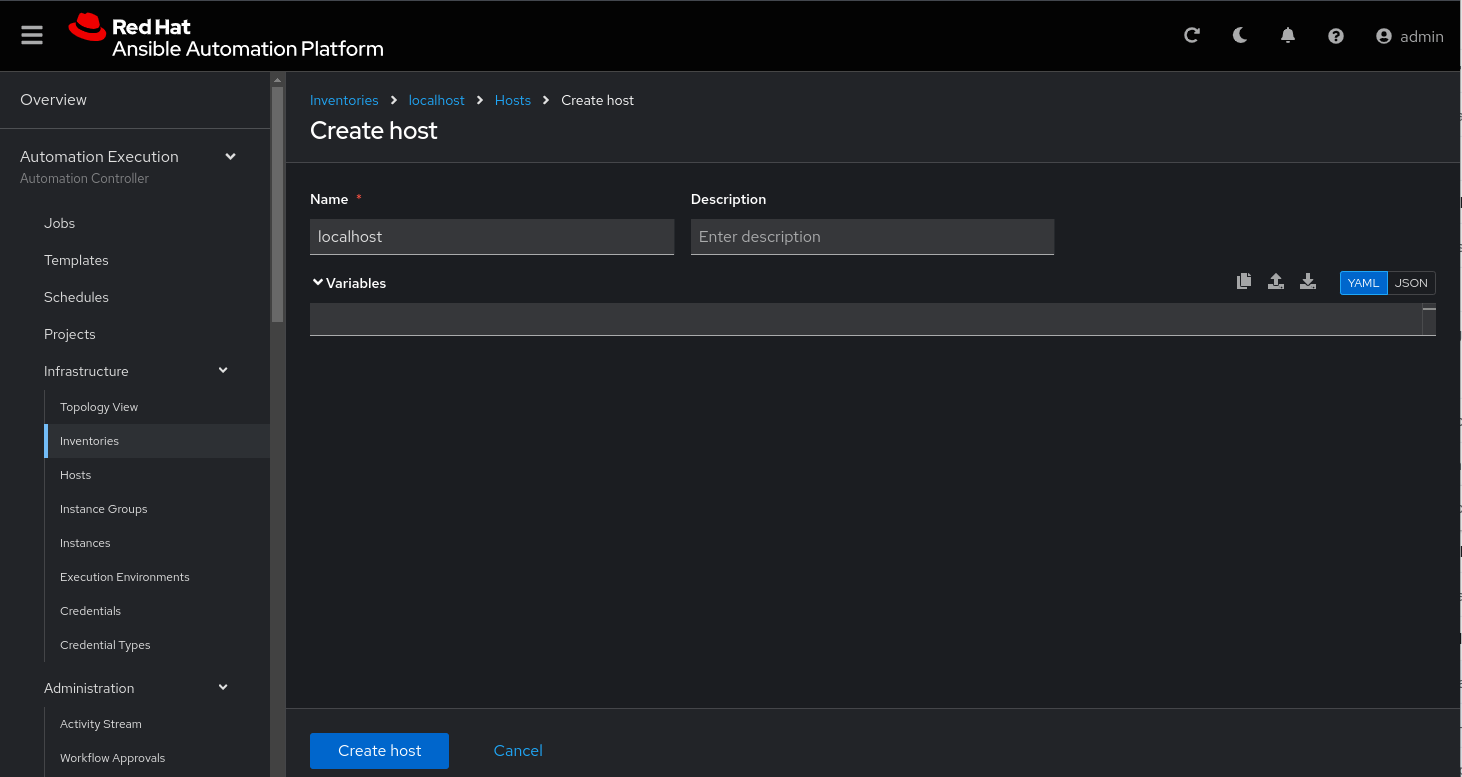 Red Hat
Ansible Automation Platform
admin
Overview
Automation Execution
Automation Controller
Jobs
Templates
Schedules
Projects
Infrastructure
Topology View
Inventories
Hosts
Instance Groups
Instances
Execution Environments
Credentials
Credential Types
Administration
Activity Stream
Workflow Approvals
Inventories > localhost > Hosts > Create host
Create host
Name * Description
localhost Enter description
Variables YAML JSON
Create host Cancel